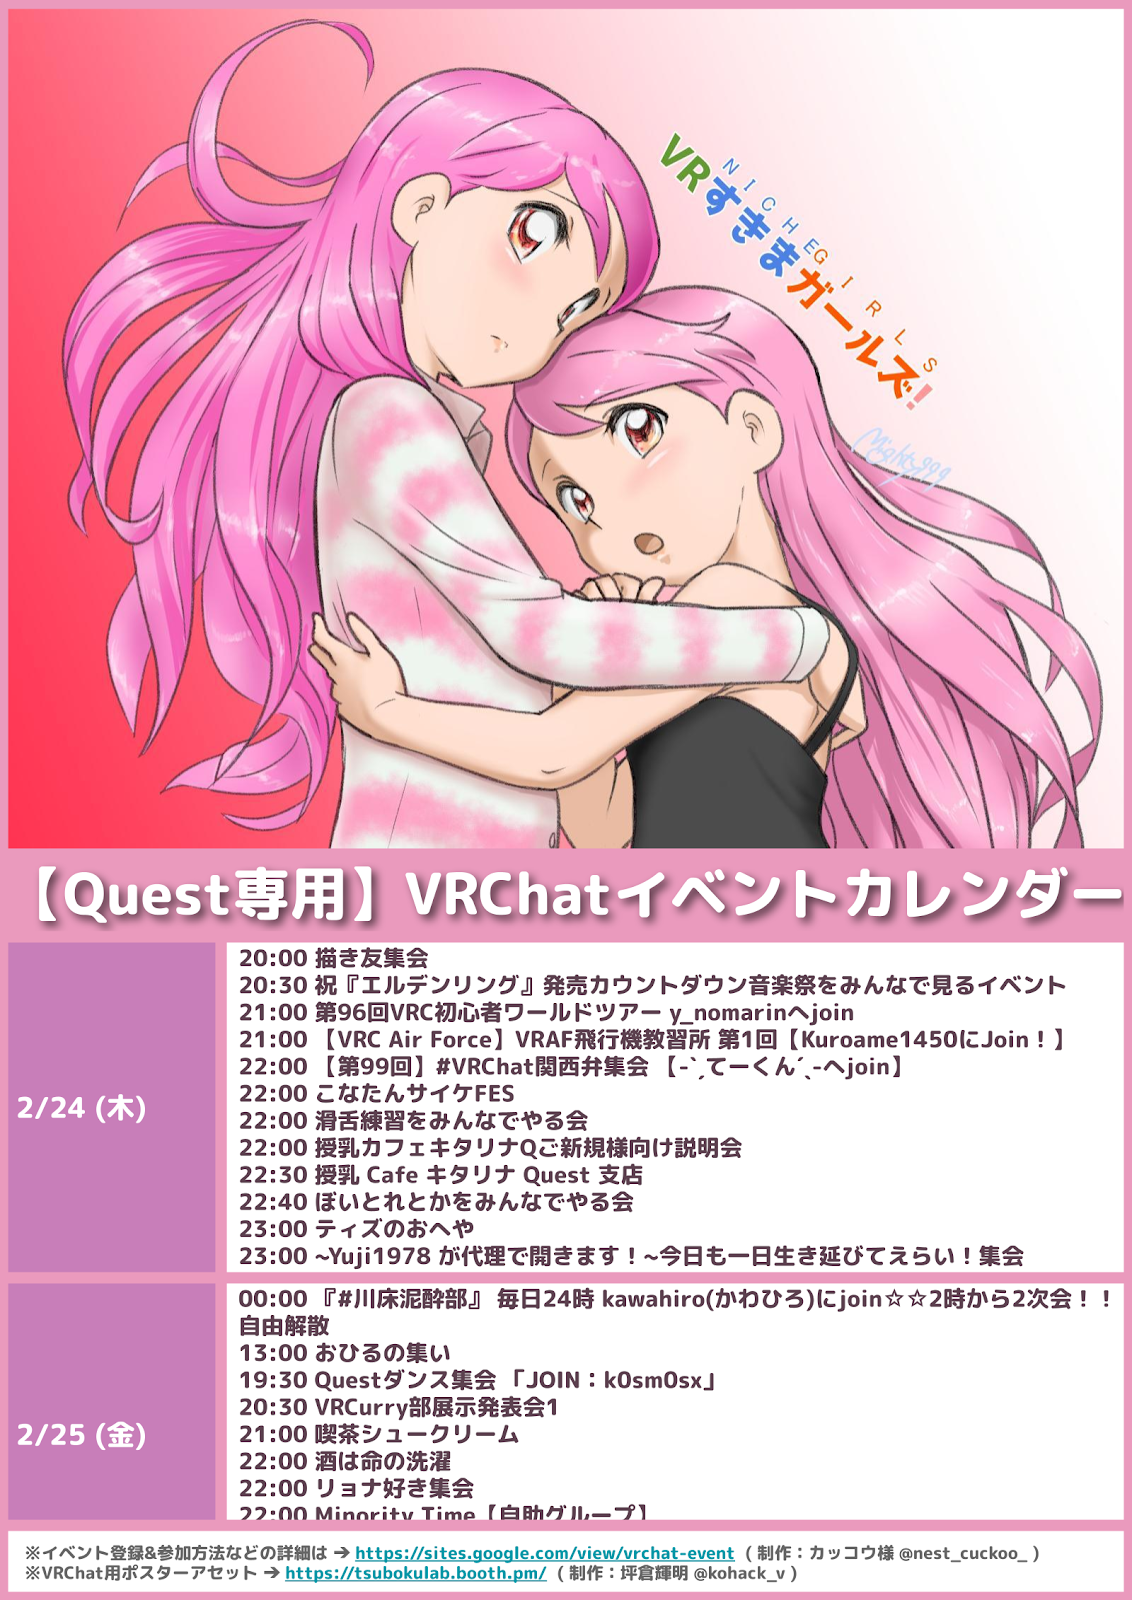 VRすきまガールズ!
NICHE GIRLS
Mighty999
【Quest専用】VRChatイベントカレンダー
2/24 (木)
20:00 描き友集会
20:30 祝『エルデンリング』発売カウントダウン音楽祭をみんなで見るイベント
21:00 第96回VRC初心者ワールドツアー y_nomarinへjoin
21:00 【VRC Air Force】VRAF飛行機教習所 第1回【Kuroame1450にJoin！】
22:00 【第99回】#VRChat関西弁集会 【-ˋˏてーくんˊˎ-へjoin】
22:00 こなたんサイケFES
22:00 滑舌練習をみんなでやる会
22:00 授乳カフェキタリナQご新規様向け説明会
22:30 授乳 Cafe キタリナ Quest 支店
22:40 ぼいとれとかをみんなでやる会
23:00 ティズのおへや
23:00 ~Yuji1978 が代理で開きます！~今日も一日生き延びてえらい！集会
2/25 (金)
00:00 『#川床泥酔部』 毎日24時 kawahiro(かわひろ)にjoin☆☆2時から2次会！！
自由解散
13:00 おひるの集い
19:30 Questダンス集会 「JOIN：k0sm0sx」
20:30 VRCurry部展示発表会1
21:00 喫茶シュークリーム
22:00 酒は命の洗濯
22:00 リョナ好き集会
22:00 Minority Time【自助グループ】
※イベント登録&参加方法などの詳細は ➔ https://sites.google.com/view/vrchat-event ( 制作：カッコウ様 @nest_cuckoo_ )
※VRChat用ポスターアセット ➔ https://tsubokulab.booth.pm/ ( 制作：坪倉輝明 @kohack_v )